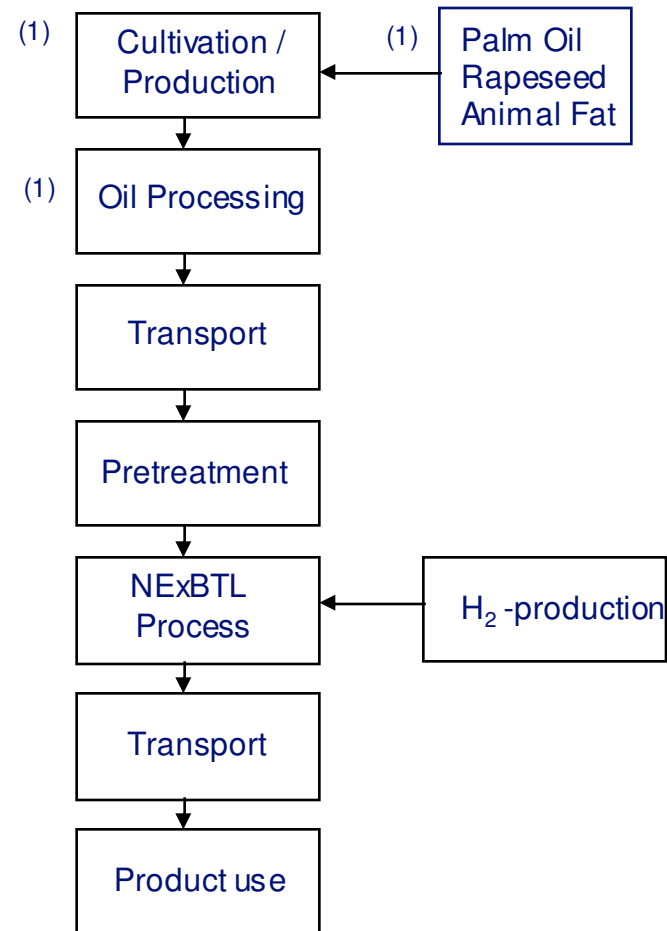 (1)
Cultivation /
Production
(1)
Palm Oil
Rapeseed
Animal Fat
(1)
Oil Processing
Transport
Pretreatment
NExBTL
Process
H₂ -production
Transport
Product use